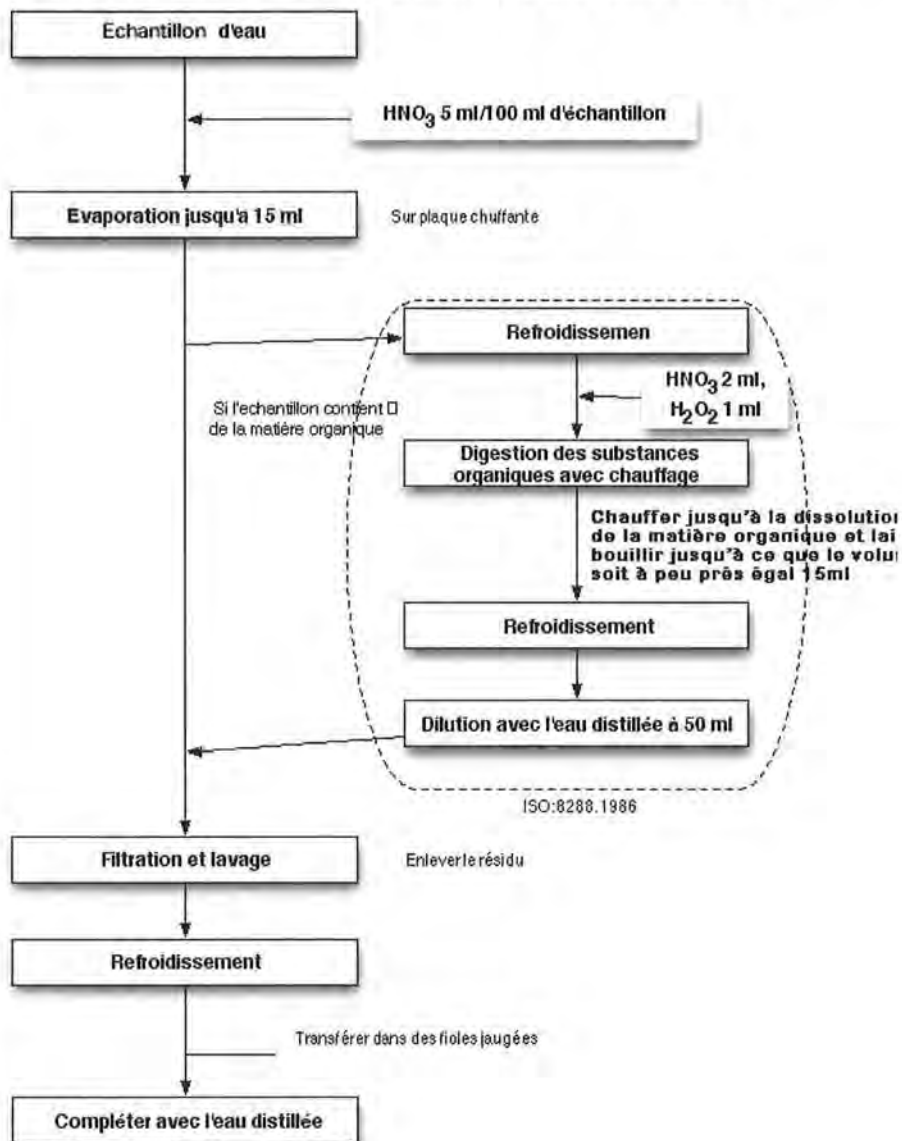 Echantillon d'eau
HNO3 5 ml/100 ml d'échantillon
Evaporation jusqu'a 15 ml
Sur plaque chuffante
Refroidissemen
HNO3 2 ml,
H2O2 1 ml
Si l'echantillon contient
de la matière organique
Digestion des substances
organiques avec chauffage
Chauffer jusqu'à la dissolution
de la matière organique et lai
bouillir jusqu'à ce que le volu
soit à peu près égal 15ml
Refroidissement
Dilution avec l'eau distillée à 50 ml
ISO:8288.1986
Filtration et lavage
Enlever le résidu
Refroidissement
Transférer dans des fioles jaugées
Compléter avec l'eau distillée